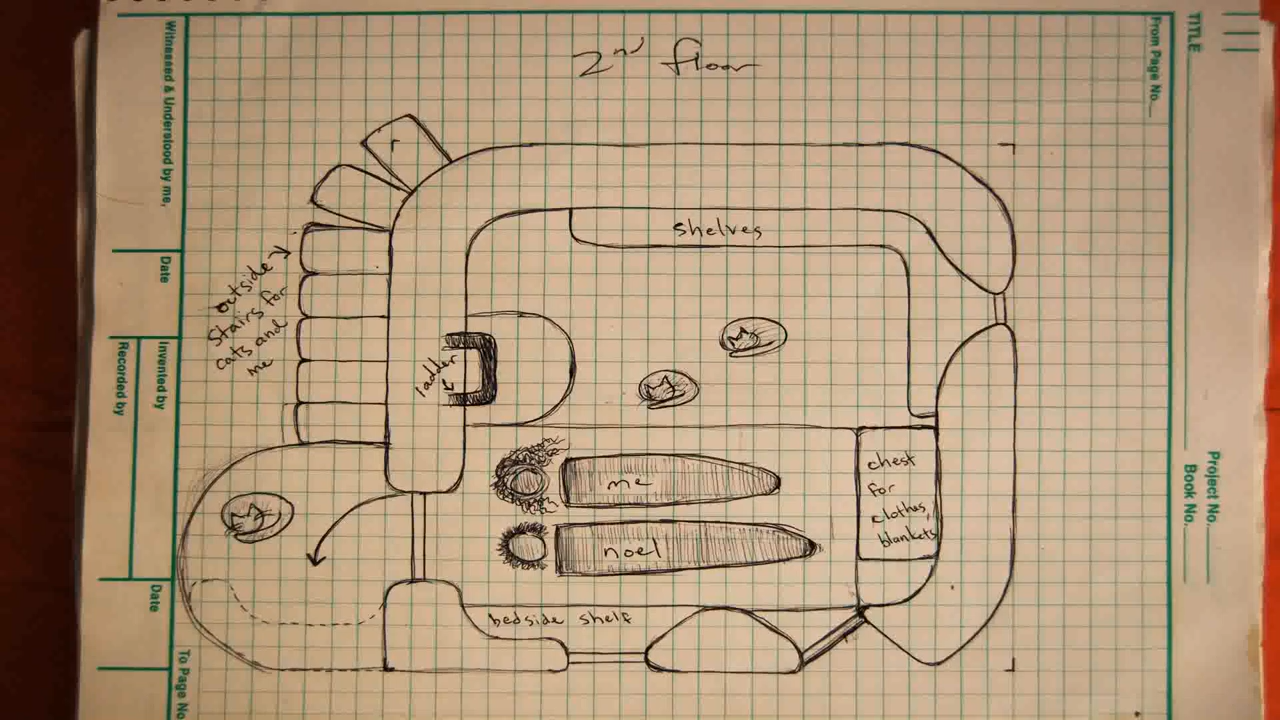 2nd floor
TITLE
From Page No.
Witnessed & Understood by me,
Date
Invented by
Recorded by
Date
To Page No.
Project No.
Book No.
shelves
outside
stairs for
cats and
me
ladder
me
noel
chest
for
clothes,
blankets
bedside shelf